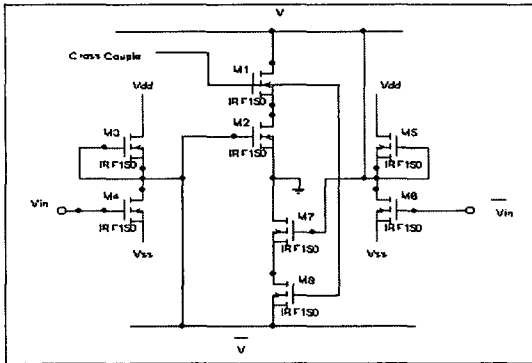 V
Cross Couple
M1
Vdd
Vdd
IRF150
M3
M2
M5
IRF150
IRF150
IRF150
M4
M7
M6
Vin
Vin
IRF150
IRF150
IRF150
Vss
M8
Vss
IRF150
V